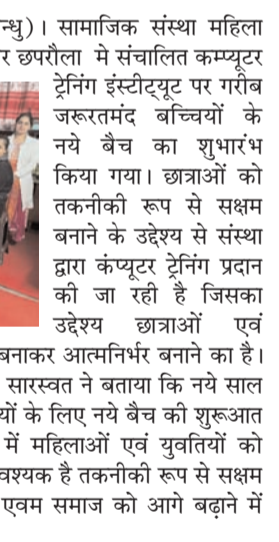 न्धु)। सामाजिक संस्था महिला
र छपरौला मे संचालित कम्प्यूटर
ट्रेनिंग इंस्टीट्यूट पर गरीब
जरूरतमंद बच्चियों के
नये बैच का शुभारंभ
किया गया। छात्राओं को
तकनीकी रूप से सक्षम
बनाने के उद्देश्य से संस्था
द्वारा कंप्यूटर ट्रेनिंग प्रदान
की जा रही है जिसका
उद्देश्य छात्राओं एवं
बनाकर आत्मनिर्भर बनाने का है।
सारस्वत ने बताया कि नये साल
यों के लिए नये बैच की शुरूआत
में महिलाओं एवं युवतियों को
वश्यक है तकनीकी रूप से सक्षम
एवम समाज को आगे बढ़ाने में